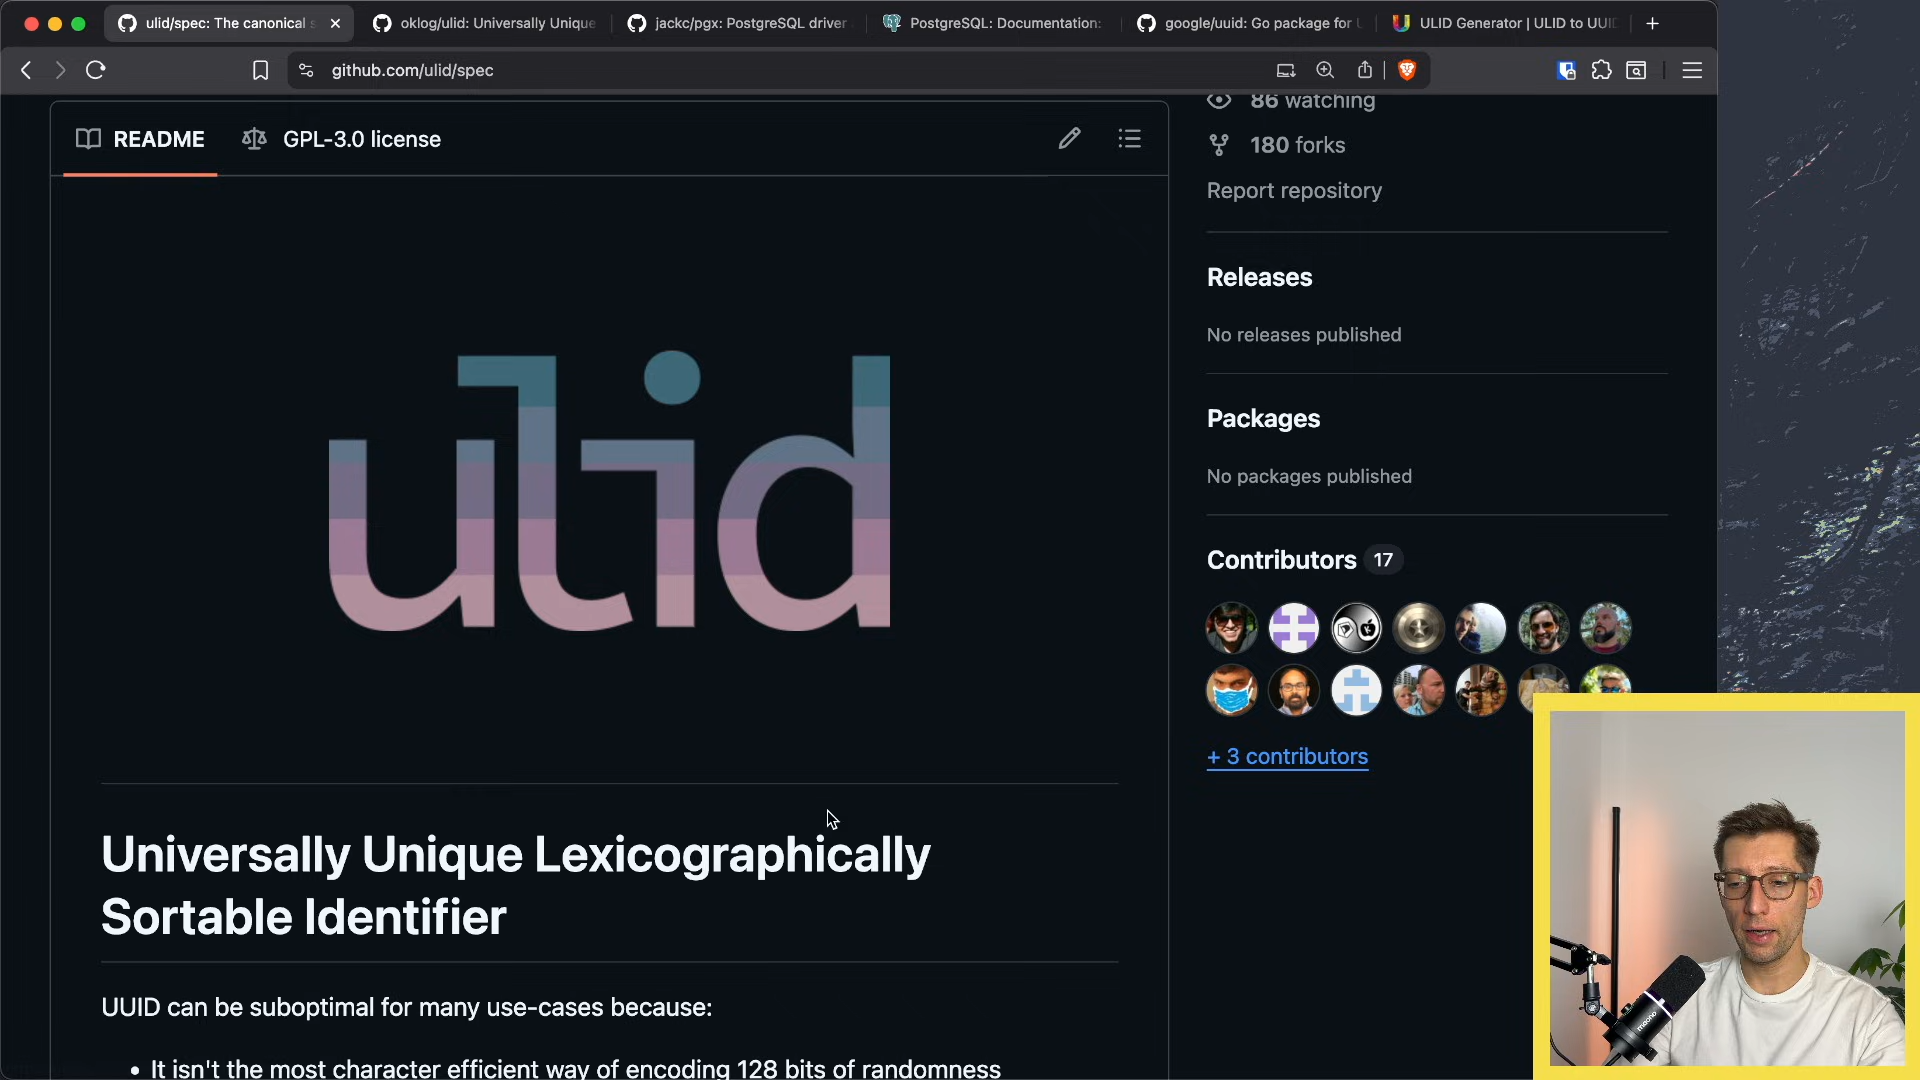 ulid/spec: The canonical s
oklog/ulid: Universally Unique
jackc/pgx: PostgreSQL driver
PostgreSQL: Documentation:
google/uuid: Go package for U
ULID Generator | ULID to UUID
github.com/ulid/spec
README
GPL-3.0 license
86 watching
180 forks
Report repository
Releases
No releases published
Packages
No packages published
Contributors 17
+ 3 contributors
ulid
Universally Unique Lexicographically
Sortable Identifier
UUID can be suboptimal for many use-cases because:
• It isn't the most character efficient way of encoding 128 bits of randomness
maono